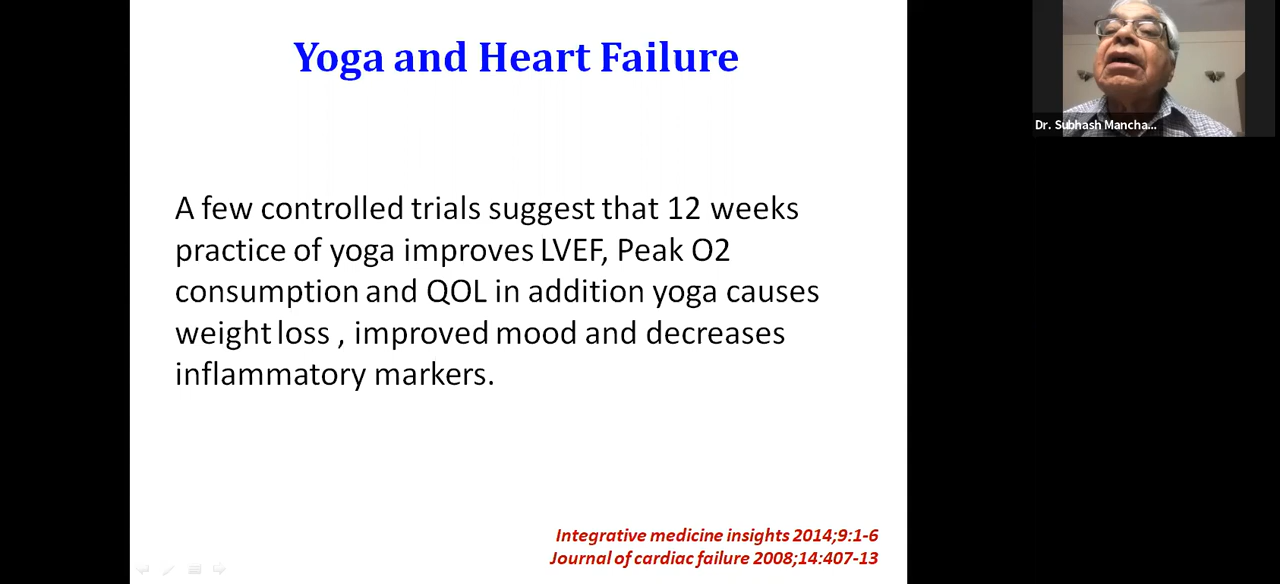 Yoga and Heart Failure
A few controlled trials suggest that 12 weeks
practice of yoga improves LVEF, Peak O2
consumption and QOL in addition yoga causes
weight loss , improved mood and decreases
inflammatory markers.
Integrative medicine insights 2014;9:1-6
Journal of cardiac failure 2008;14:407-13
Dr. Subhash Mancha...